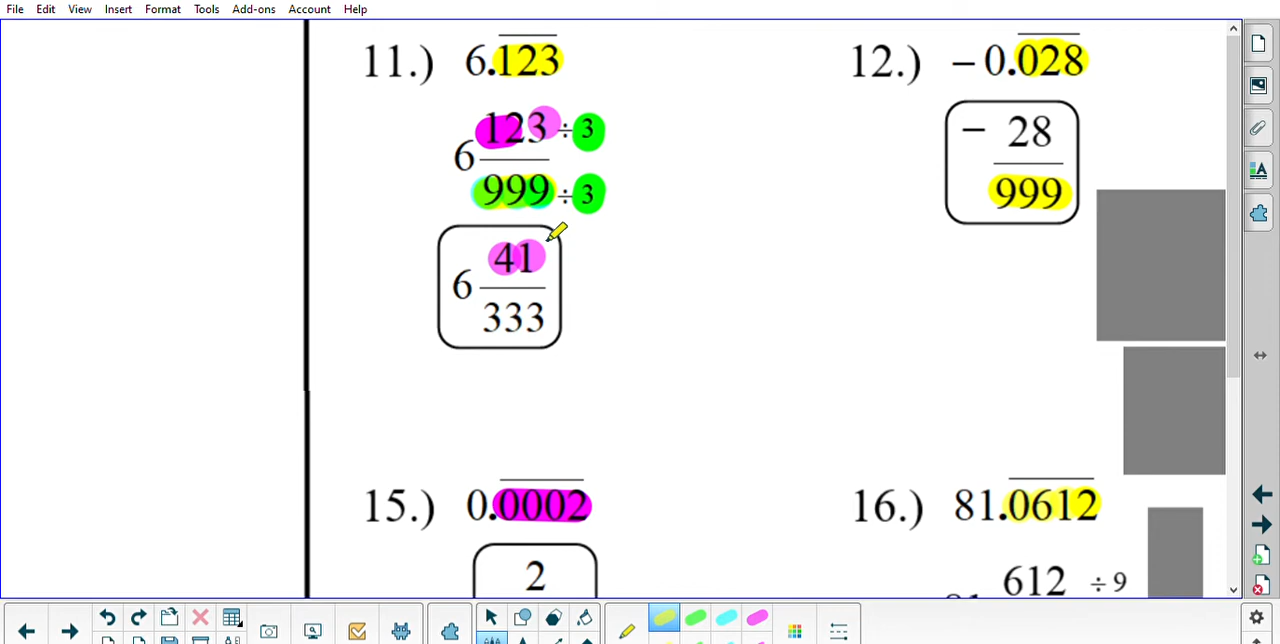 File Edit View Insert Format Tools Add-ons Account Help
11.) 6.123
123 ÷ 3
6
999 ÷ 3
41
6
333
12.) – 0.028
– 28
999
15.) 0.0002
2
16.) 81.0612
612 ÷ 9